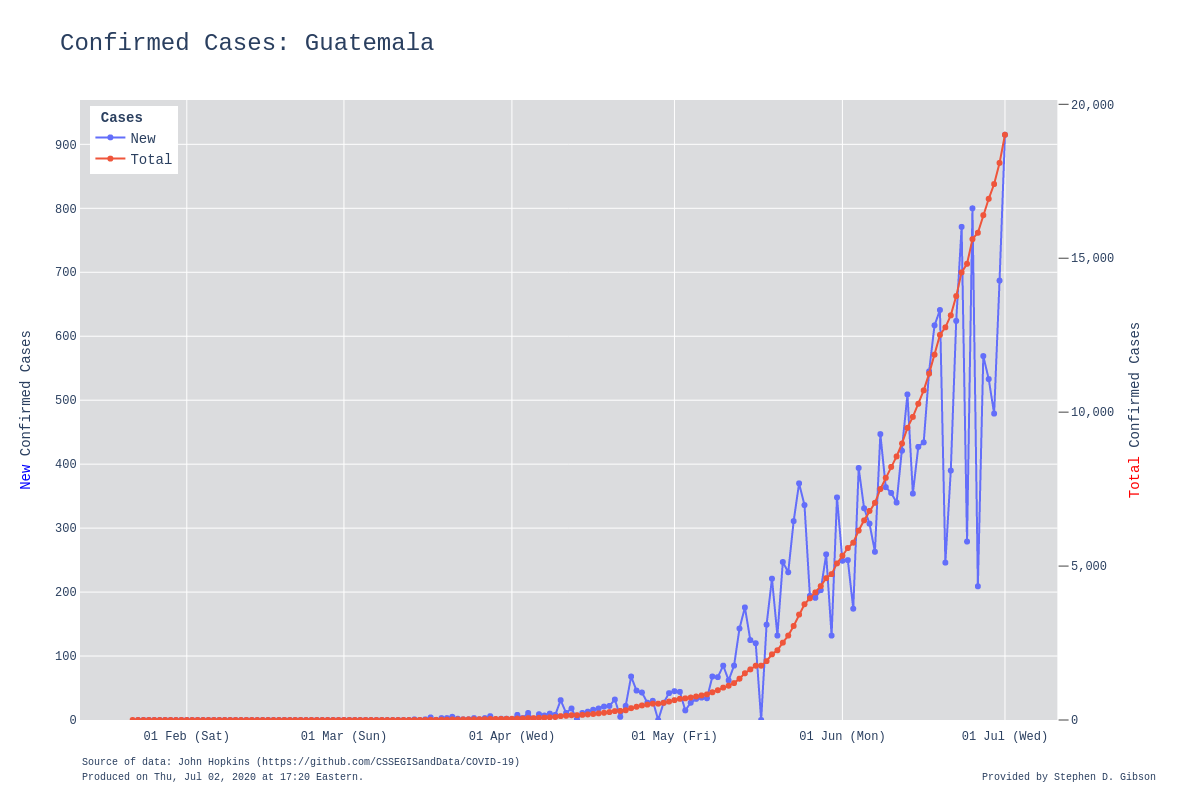 Confirmed Cases: Guatemala
Cases
New
Total
900
800
700
600
500
400
300
200
100
0
20,000
15,000
10,000
5,000
0
New Confirmed Cases
Total Confirmed Cases
01 Feb (Sat)
01 Mar (Sun)
01 Apr (Wed)
01 May (Fri)
01 Jun (Mon)
01 Jul (Wed)
Source of data: John Hopkins (https://github.com/CSSEGISandData/COVID-19)
Produced on Thu, Jul 02, 2020 at 17:20 Eastern.
Provided by Stephen D. Gibson